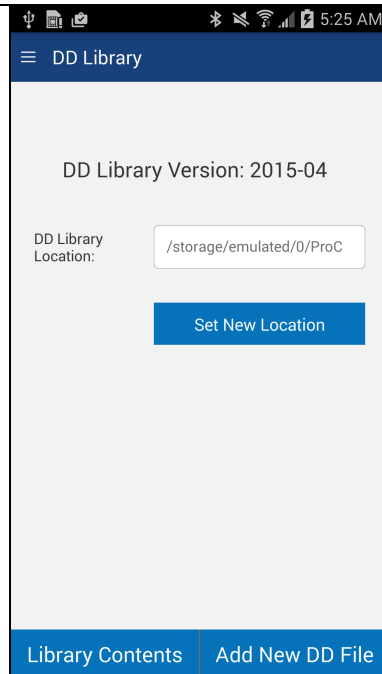 5:25 AM
DD Library
DD Library Version: 2015-04
DD Library
Location:
/storage/emulated/0/ProC
Set New Location
Library Contents
Add New DD File